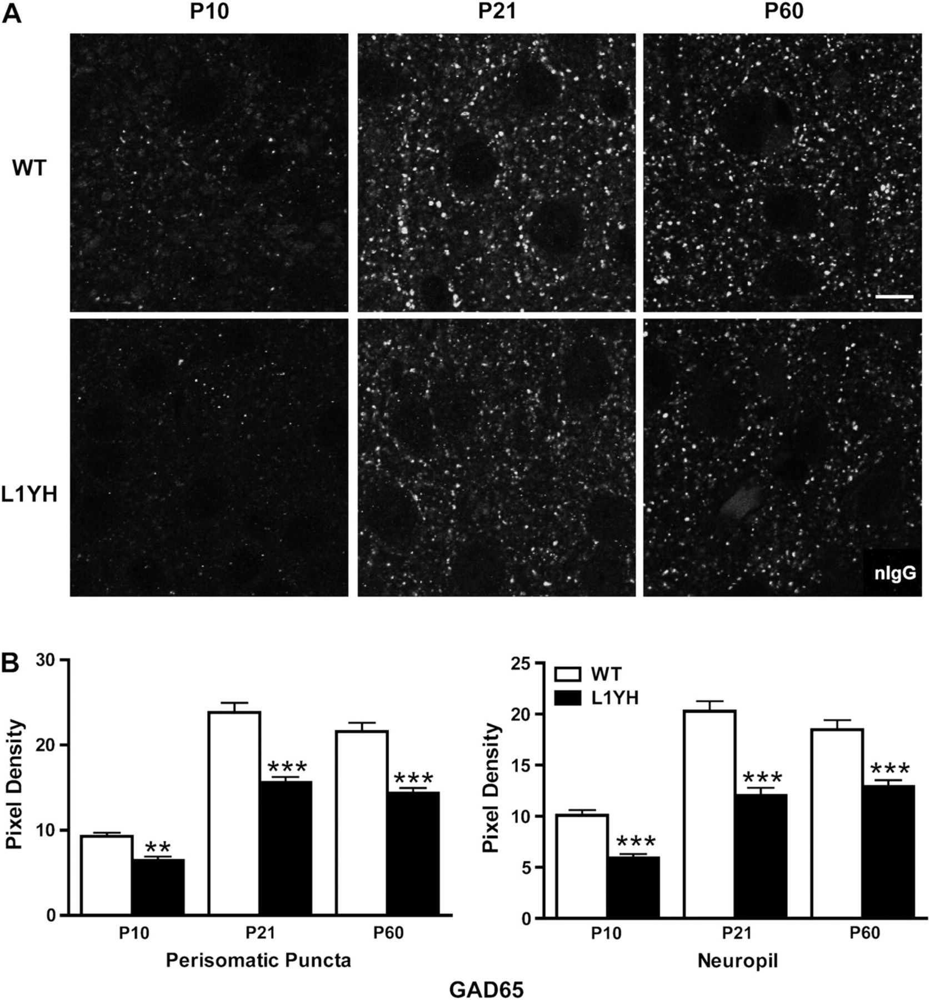 A
P10 P21 P60
WT
L1YH
nIgG
B
30
20
10
0
Pixel Density
** *** ***
P10 P21 P60
Perisomatic Puncta
25
20
15
10
5
0
Pixel Density
WT
L1YH
*** *** ***
P10 P21 P60
Neuropil
GAD65